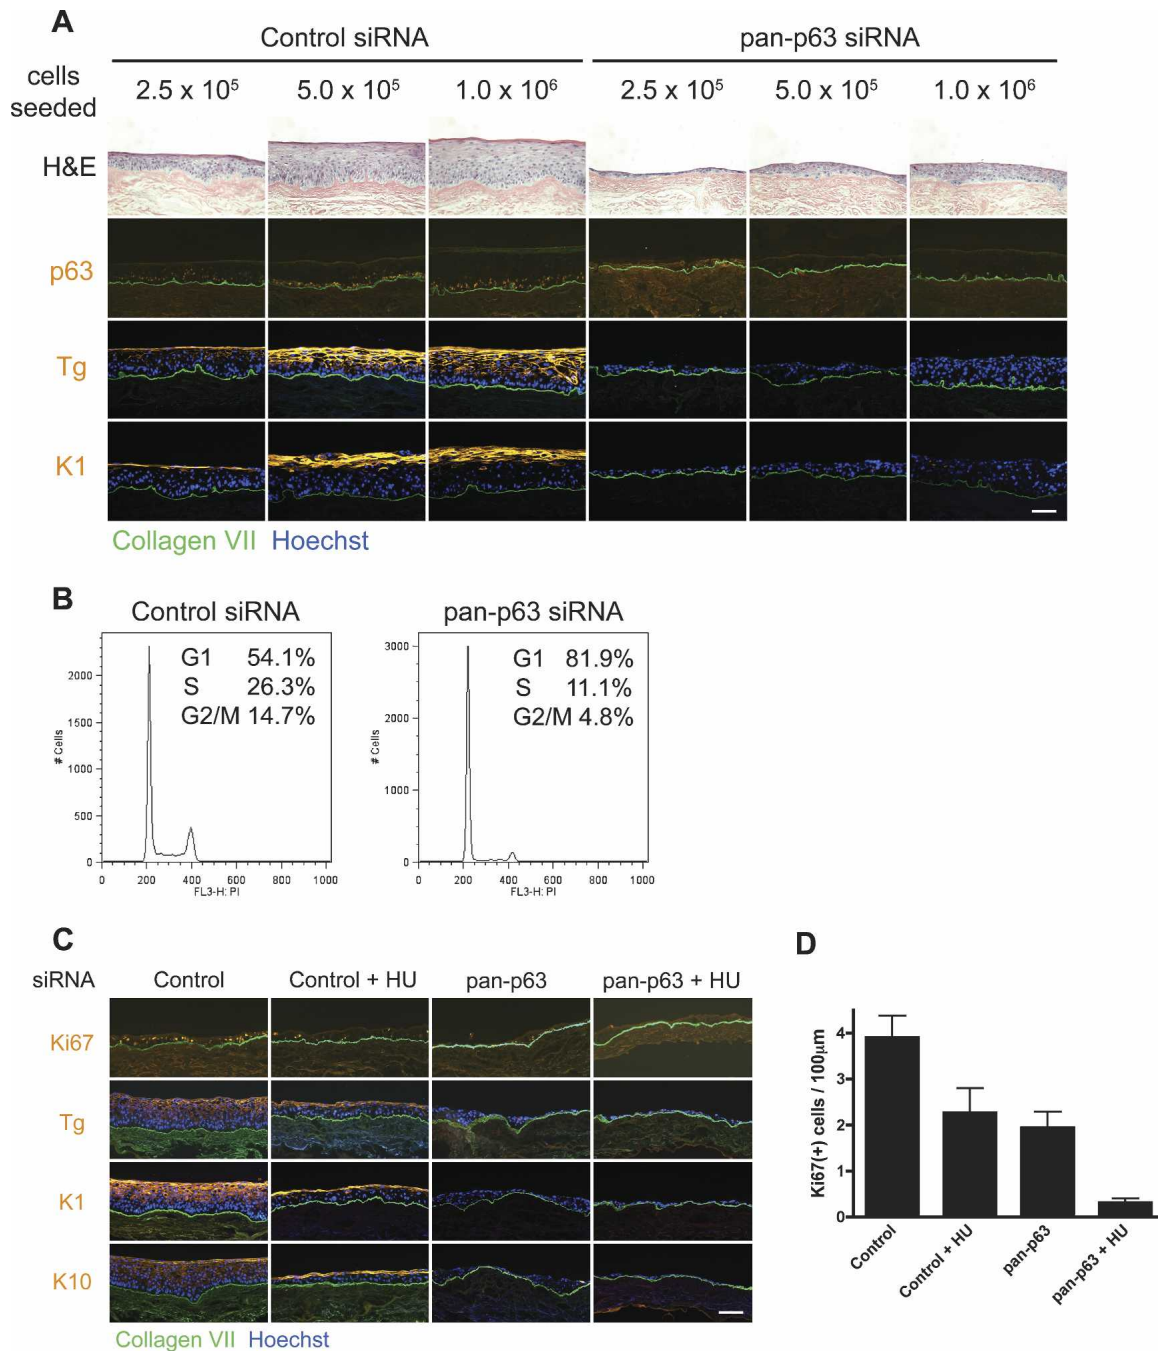 A
Control siRNA
pan-p63 siRNA
cells seeded
2.5 x 10⁵
5.0 x 10⁵
1.0 x 10⁶
2.5 x 10⁵
5.0 x 10⁵
1.0 x 10⁶
H&E
p63
Tg
K1
Collagen VII Hoechst
B
Control siRNA
G1 54.1%
S 26.3%
G2/M 14.7%
# Cells
2000
1500
1000
500
0
0 200 400 600 800 1000
FL3-H: PI
pan-p63 siRNA
G1 81.9%
S 11.1%
G2/M 4.8%
# Cells
3000
2000
1000
0
0 200 400 600 800 1000
FL3-H: PI
C
siRNA Control Control + HU pan-p63 pan-p63 + HU
Ki67
Tg
K1
K10
Collagen VII Hoechst
D
Ki67(+) cells / 100μm
4
3
2
1
0
Control
Control + HU
pan-p63
pan-p63 + HU